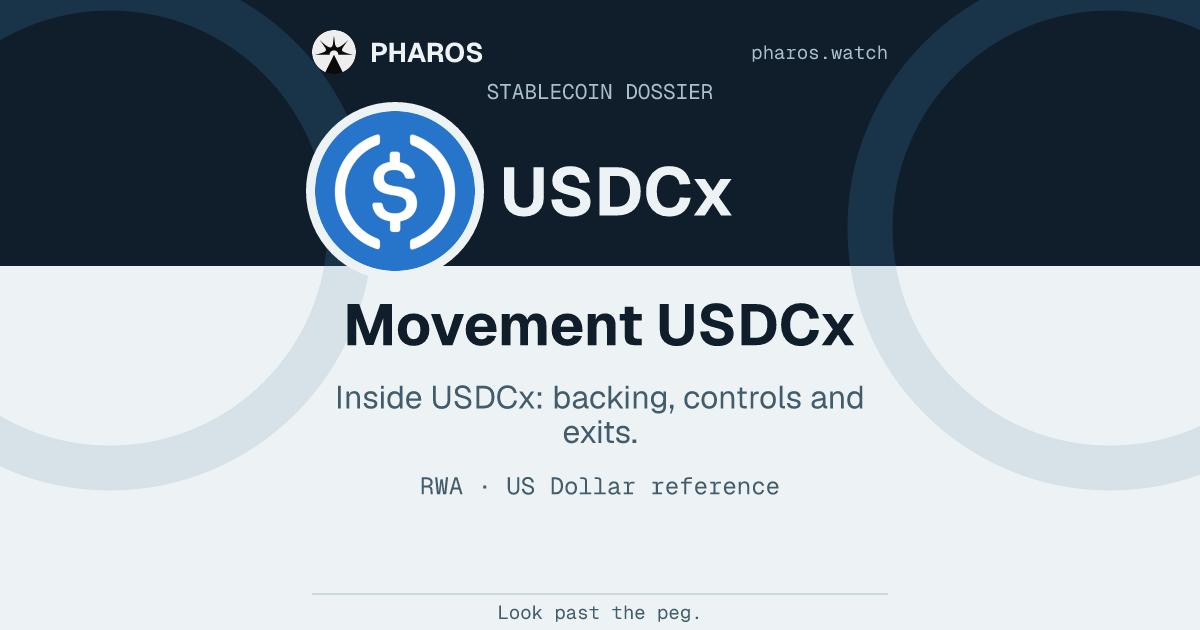 PHAROS
pharos.watch
STABLECOIN DOSSIER
$
USDCx
Movement USDCx
Inside USDCx: backing, controls and
exits.
RWA · US Dollar reference
Look past the peg.